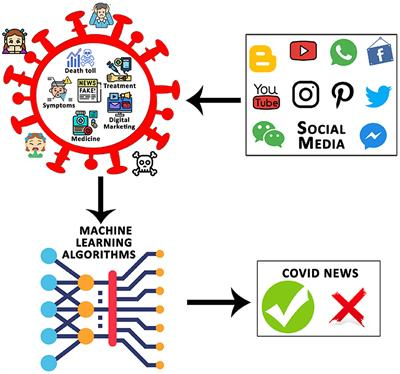 Death toll
Treatment
NEWS
FAKE!
Symptoms
Digital
Marketing
Medicine
You
Tube
SOCIAL
MEDIA
MACHINE
LEARNING
ALGORITHMS
COVID NEWS